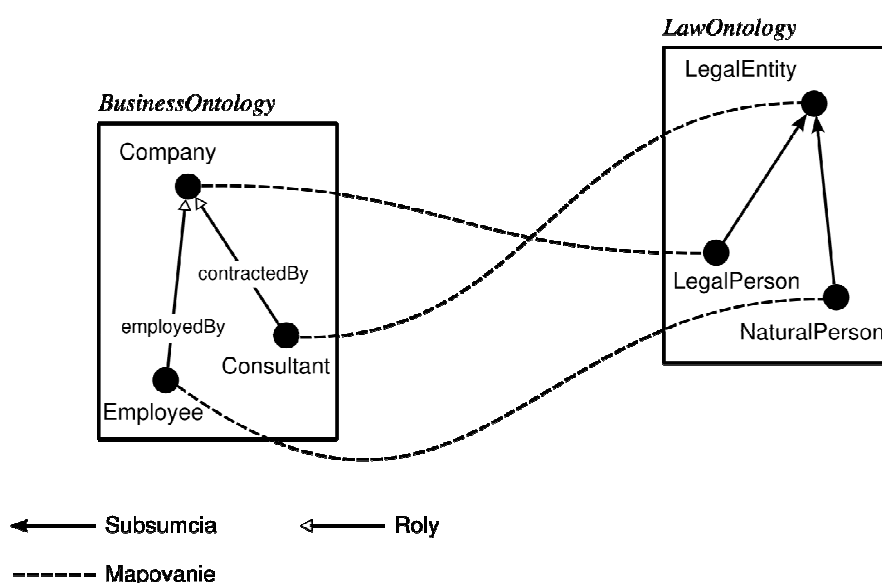 LawOntology
LegalEntity
BusinessOntology
Company
contractedBy
LegalPerson
employedBy
NaturalPerson
Consultant
Employee
Subsumcia
Roly
Mapovanie